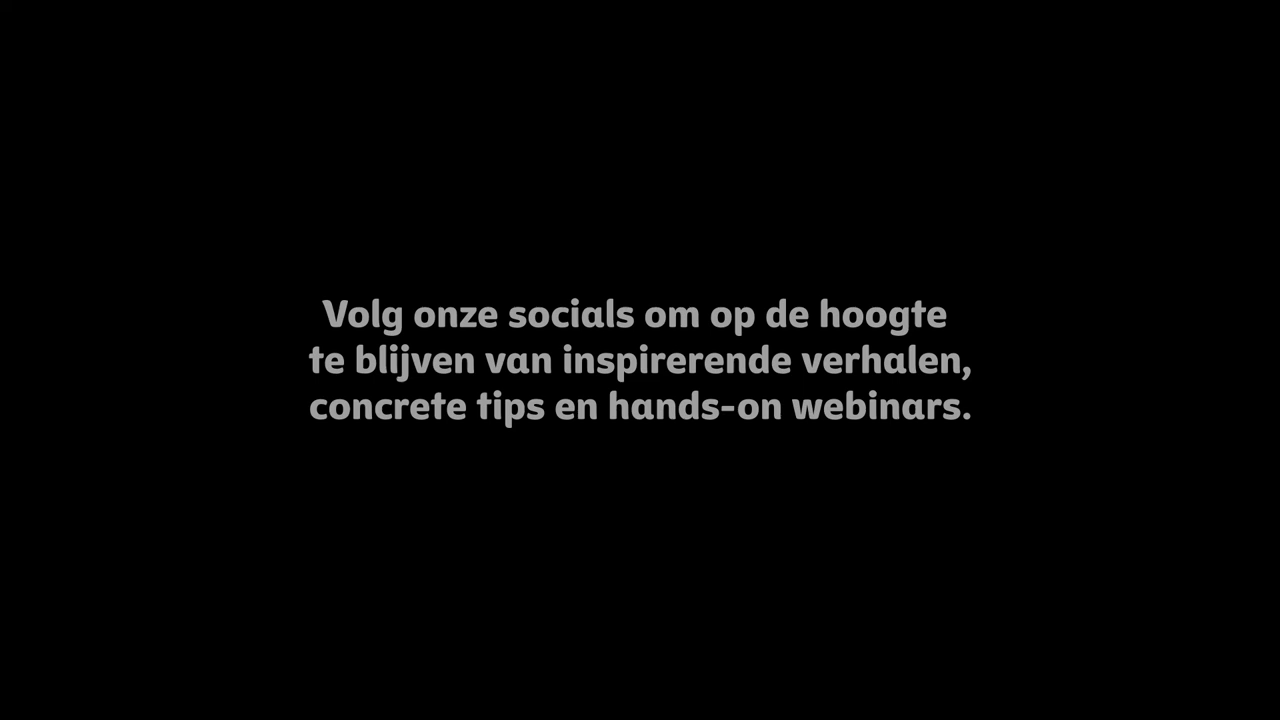 Volg onze socials om op de hoogte
te blijven van inspirerende verhalen,
concrete tips en hands-on webinars.